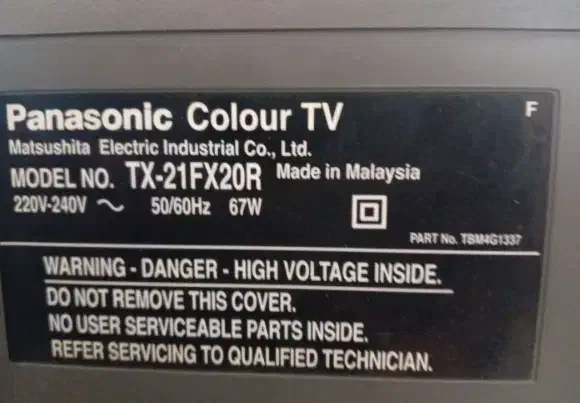 F
Panasonic Colour TV
Matsushita Electric Industrial Co., Ltd.
MODEL NO. TX-21FX20R Made in Malaysia
220V-240V ～ 50/60Hz 67W
PART No. TBM4G1337
WARNING - DANGER - HIGH VOLTAGE INSIDE.
DO NOT REMOVE THIS COVER.
NO USER SERVICEABLE PARTS INSIDE.
REFER SERVICING TO QUALIFIED TECHNICIAN.